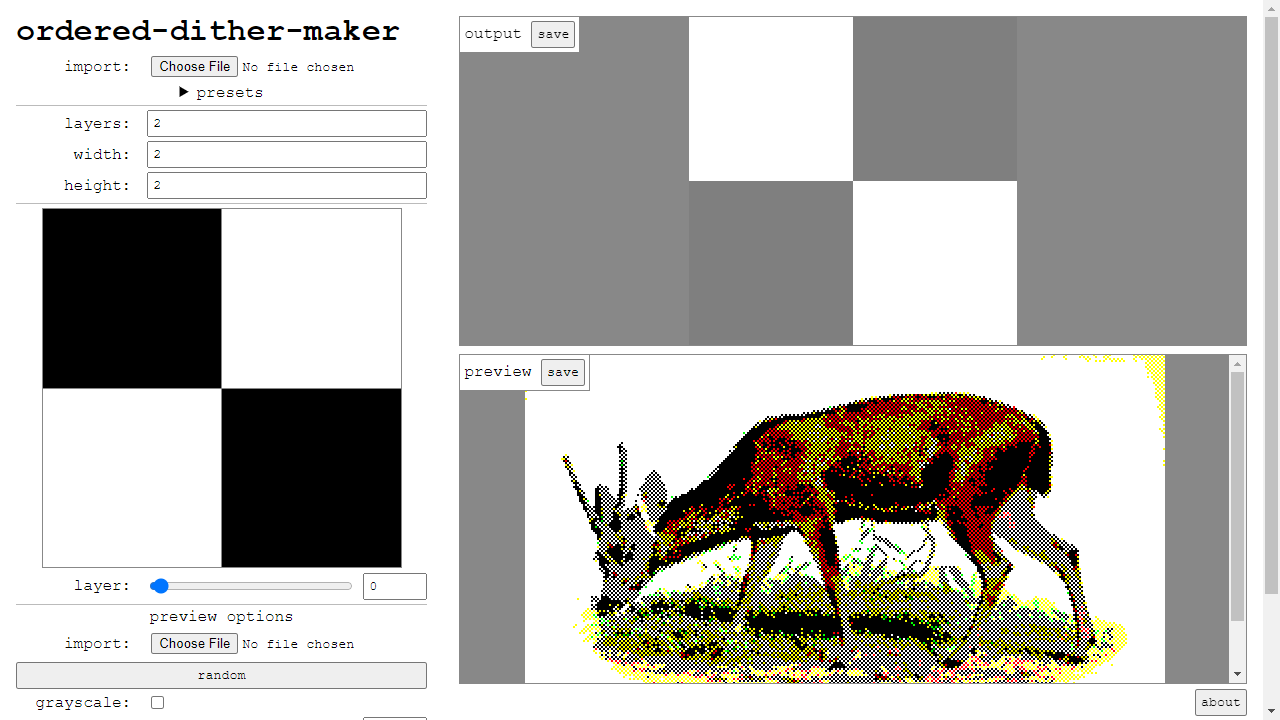 ordered-dither-maker
import: Choose File No file chosen
▶ presets
layers: 2
width: 2
height: 2
layer: 0
preview options
import: Choose File No file chosen
random
grayscale:
output save
preview save
about